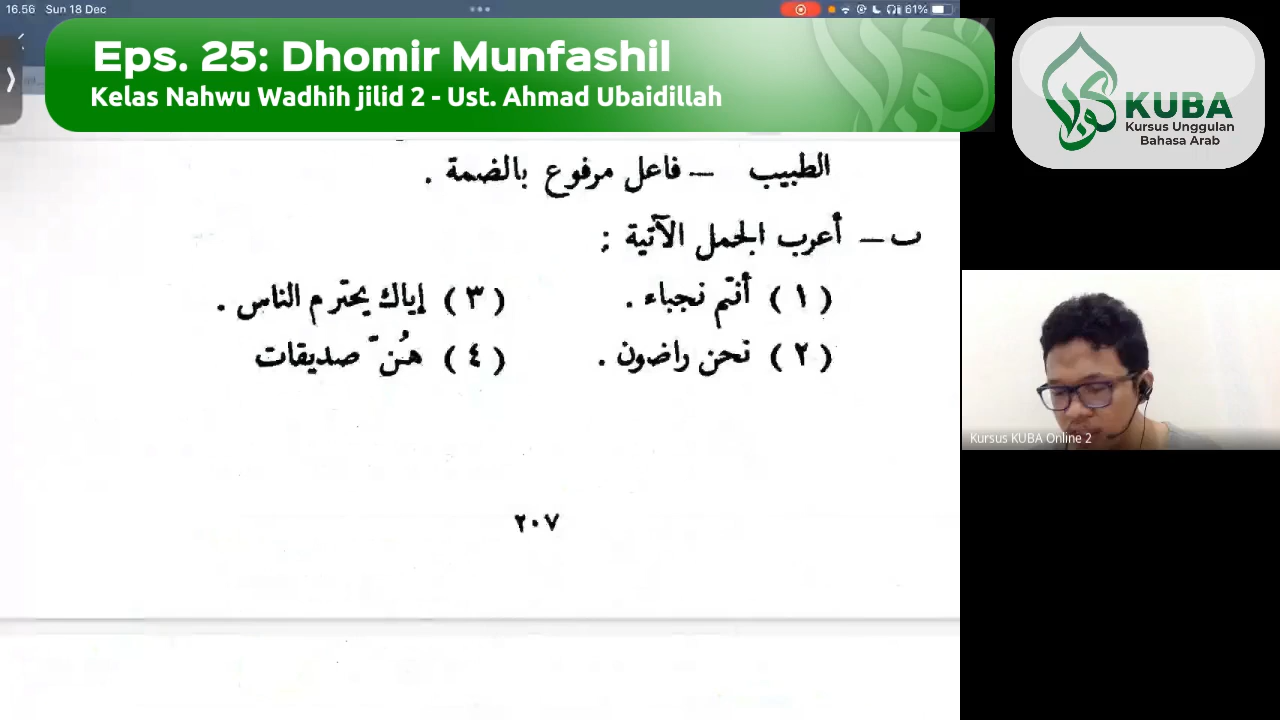 16.56 Sun 18 Dec
61%
Eps. 25: Dhomir Munfashil
Kelas Nahwu Wadhih jilid 2 - Ust. Ahmad Ubaidillah
KUBA
Kursus Unggulan
Bahasa Arab
الطبيب – فاعل مرفوع بالضمة .
ب – أعرب الجمل الآتية :
(١) أنتم نجباء . (٣) إياك يحترم الناس .
(٢) نحن راضون . (٤) هُنّ صديقات
٢٠٧
Kursus KUBA Online 2